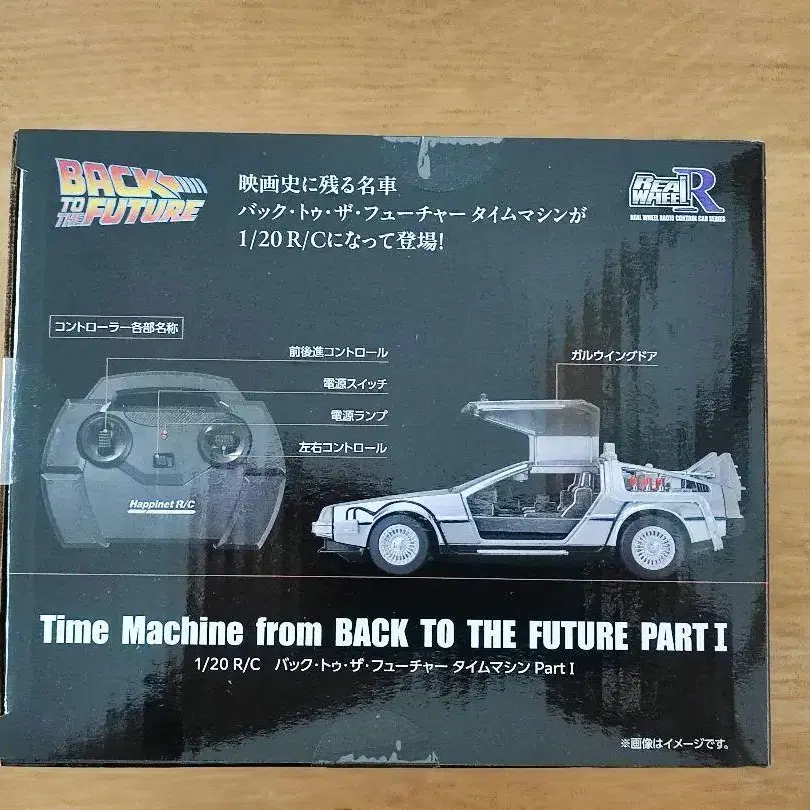 BACK
TO THE FUTURE
映画史に残る名車
バック・トゥ・ザ・フューチャー タイムマシンが
1/20 R/Cになって登場!
REAL WHEEL R
REAL WHEEL RADIO CONTROL CAR SERIES
コントローラー各部名称
前後進コントロール
電源スイッチ
電源ランプ
左右コントロール
Happinet R/C
ガルウイングドア
Time Machine from BACK TO THE FUTURE PART I
1/20 R/C バック・トゥ・ザ・フューチャー タイムマシン Part I
※画像はイメージです。